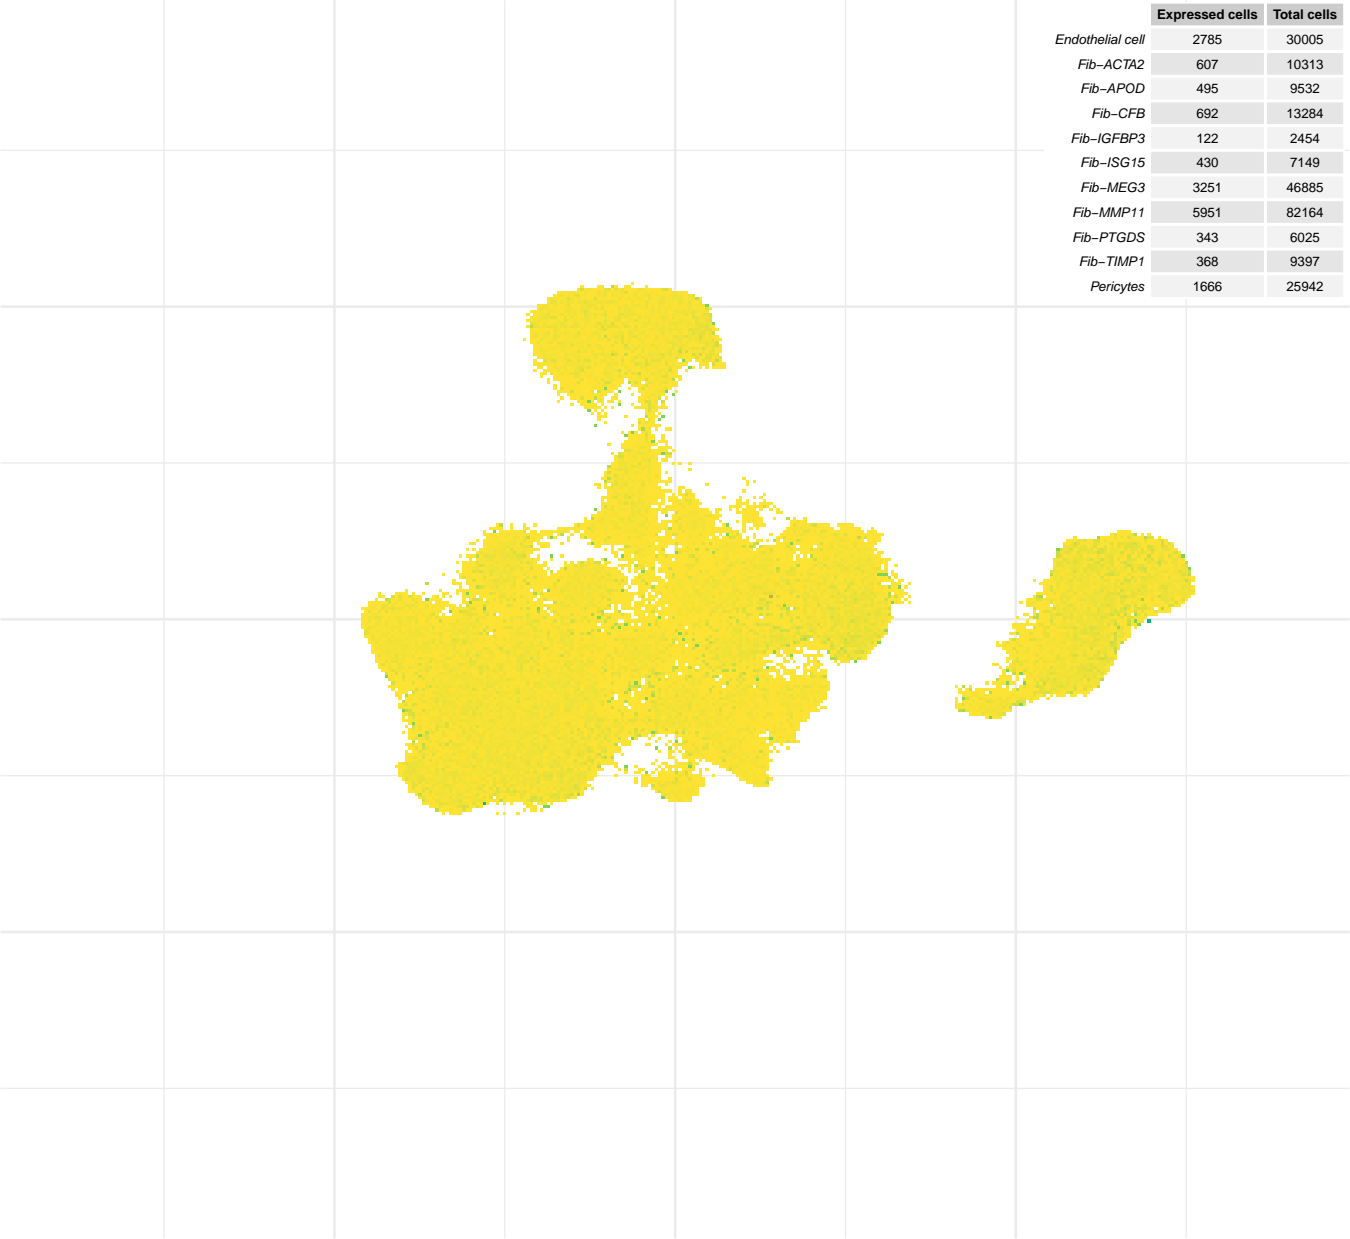 Expressed cells Total cells
Endothelial cell 2785 30005
Fib−ACTA2 607 10313
Fib−APOD 495 9532
Fib−CFB 692 13284
Fib−IGFBP3 122 2454
Fib−ISG15 430 7149
Fib−MEG3 3251 46885
Fib−MMP11 5951 82164
Fib−PTGDS 343 6025
Fib−TIMP1 368 9397
Pericytes 1666 25942